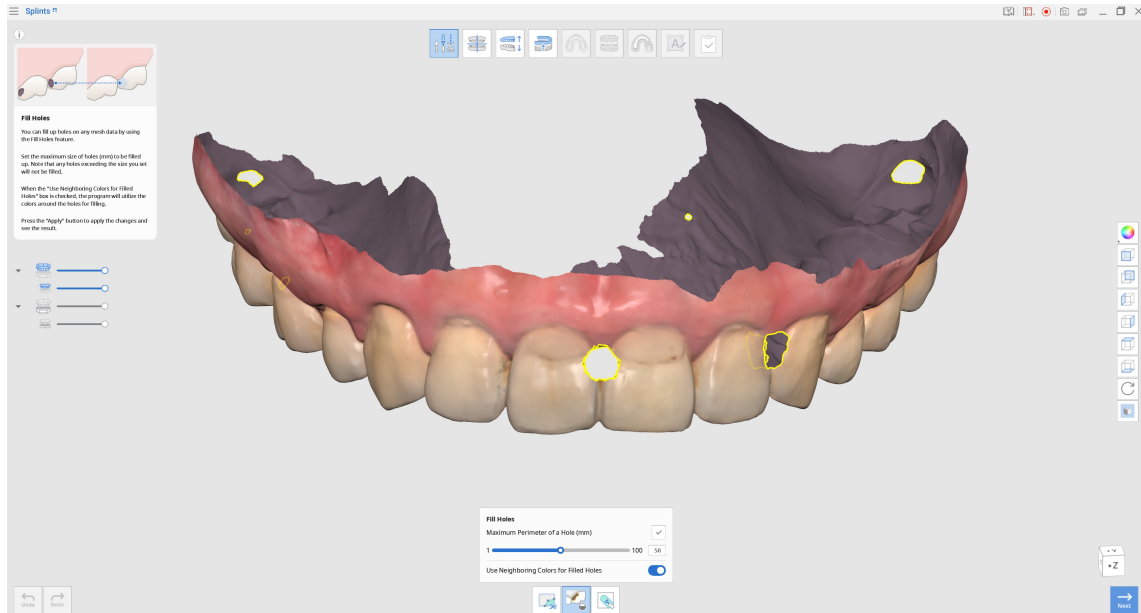 Splints
Fill Holes
You can fill up holes on any mesh data by using
the Fill Holes feature.
Set the maximum size of holes (mm) to be filled
up. Note that any holes exceeding the size you set
will not be filled.
When the "Use Neighboring Colors for Filled
Holes" box is checked, the program will utilize the
colors around the holes for filling.
Press the "Apply" button to apply the changes and
see the result.
Fill Holes
Maximum Perimeter of a Hole (mm)
1 100 50
Use Neighboring Colors for Filled Holes
+Z
Undo Redo
Next